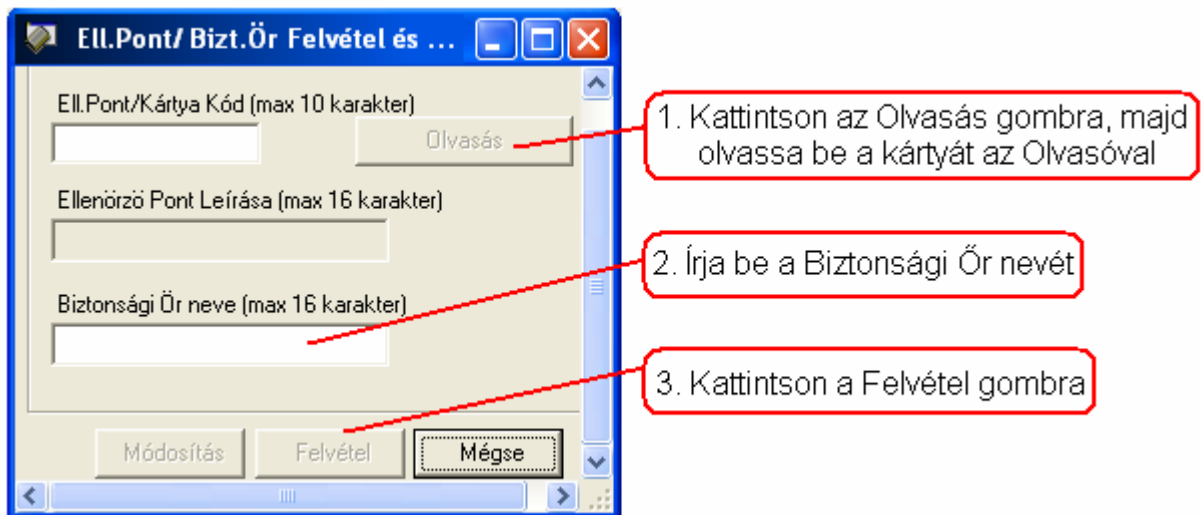 Ell.Pont/ Bizt.Őr Felvétel és ...
Ell.Pont/Kártya Kód (max 10 karakter)
Olvasás
Ellenörzö Pont Leírása (max 16 karakter)
Biztonsági Ör neve (max 16 karakter)
Módosítás Felvétel Mégse
1. Kattintson az Olvasás gombra, majd
olvassa be a kártyát az Olvasóval
2. Írja be a Biztonsági Őr nevét
3. Kattintson a Felvétel gombra